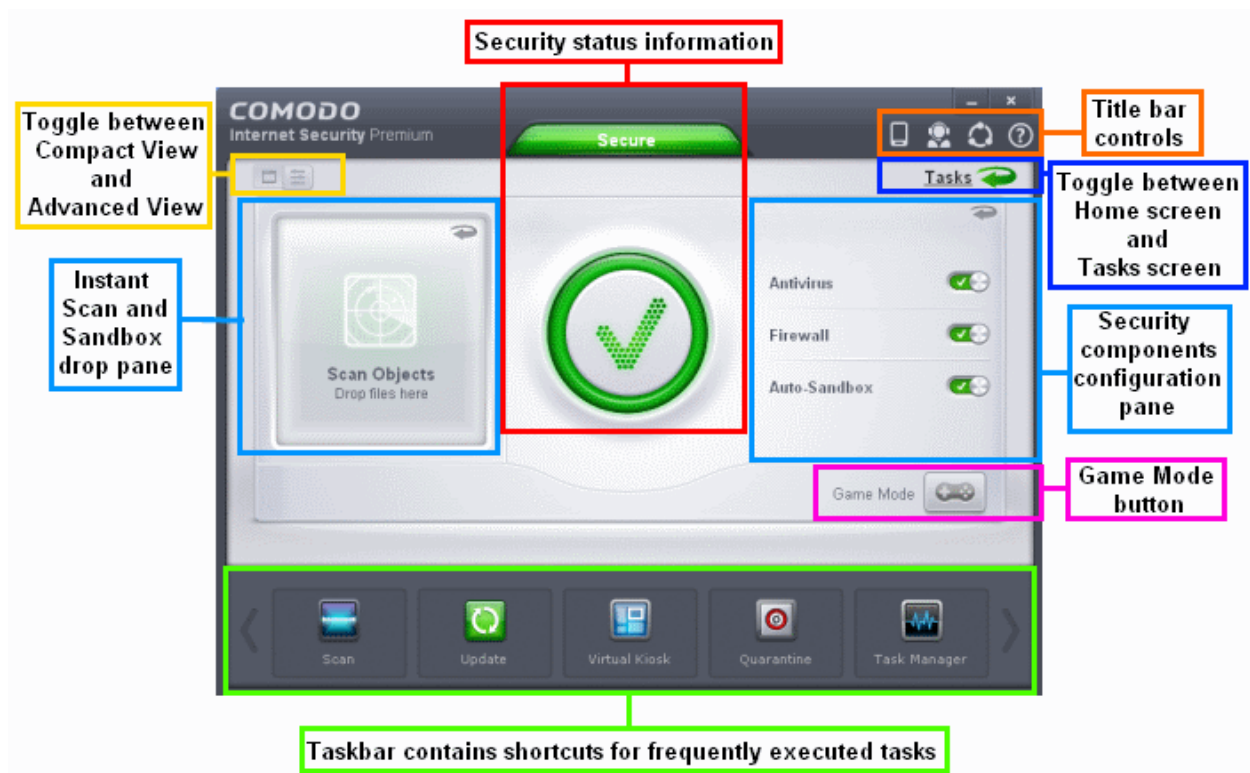 Security status information
COMODO
Internet Security Premium
Secure
Title bar
controls
Toggle between
Compact View
and
Advanced View
Tasks
Toggle between
Home screen
and
Tasks screen
Instant
Scan and
Sandbox
drop pane
Scan Objects
Drop files here
Antivirus
Firewall
Auto-Sandbox
Security
components
configuration
pane
Game Mode
Game Mode
button
Scan
Update
Virtual Kiosk
Quarantine
Task Manager
Taskbar contains shortcuts for frequently executed tasks